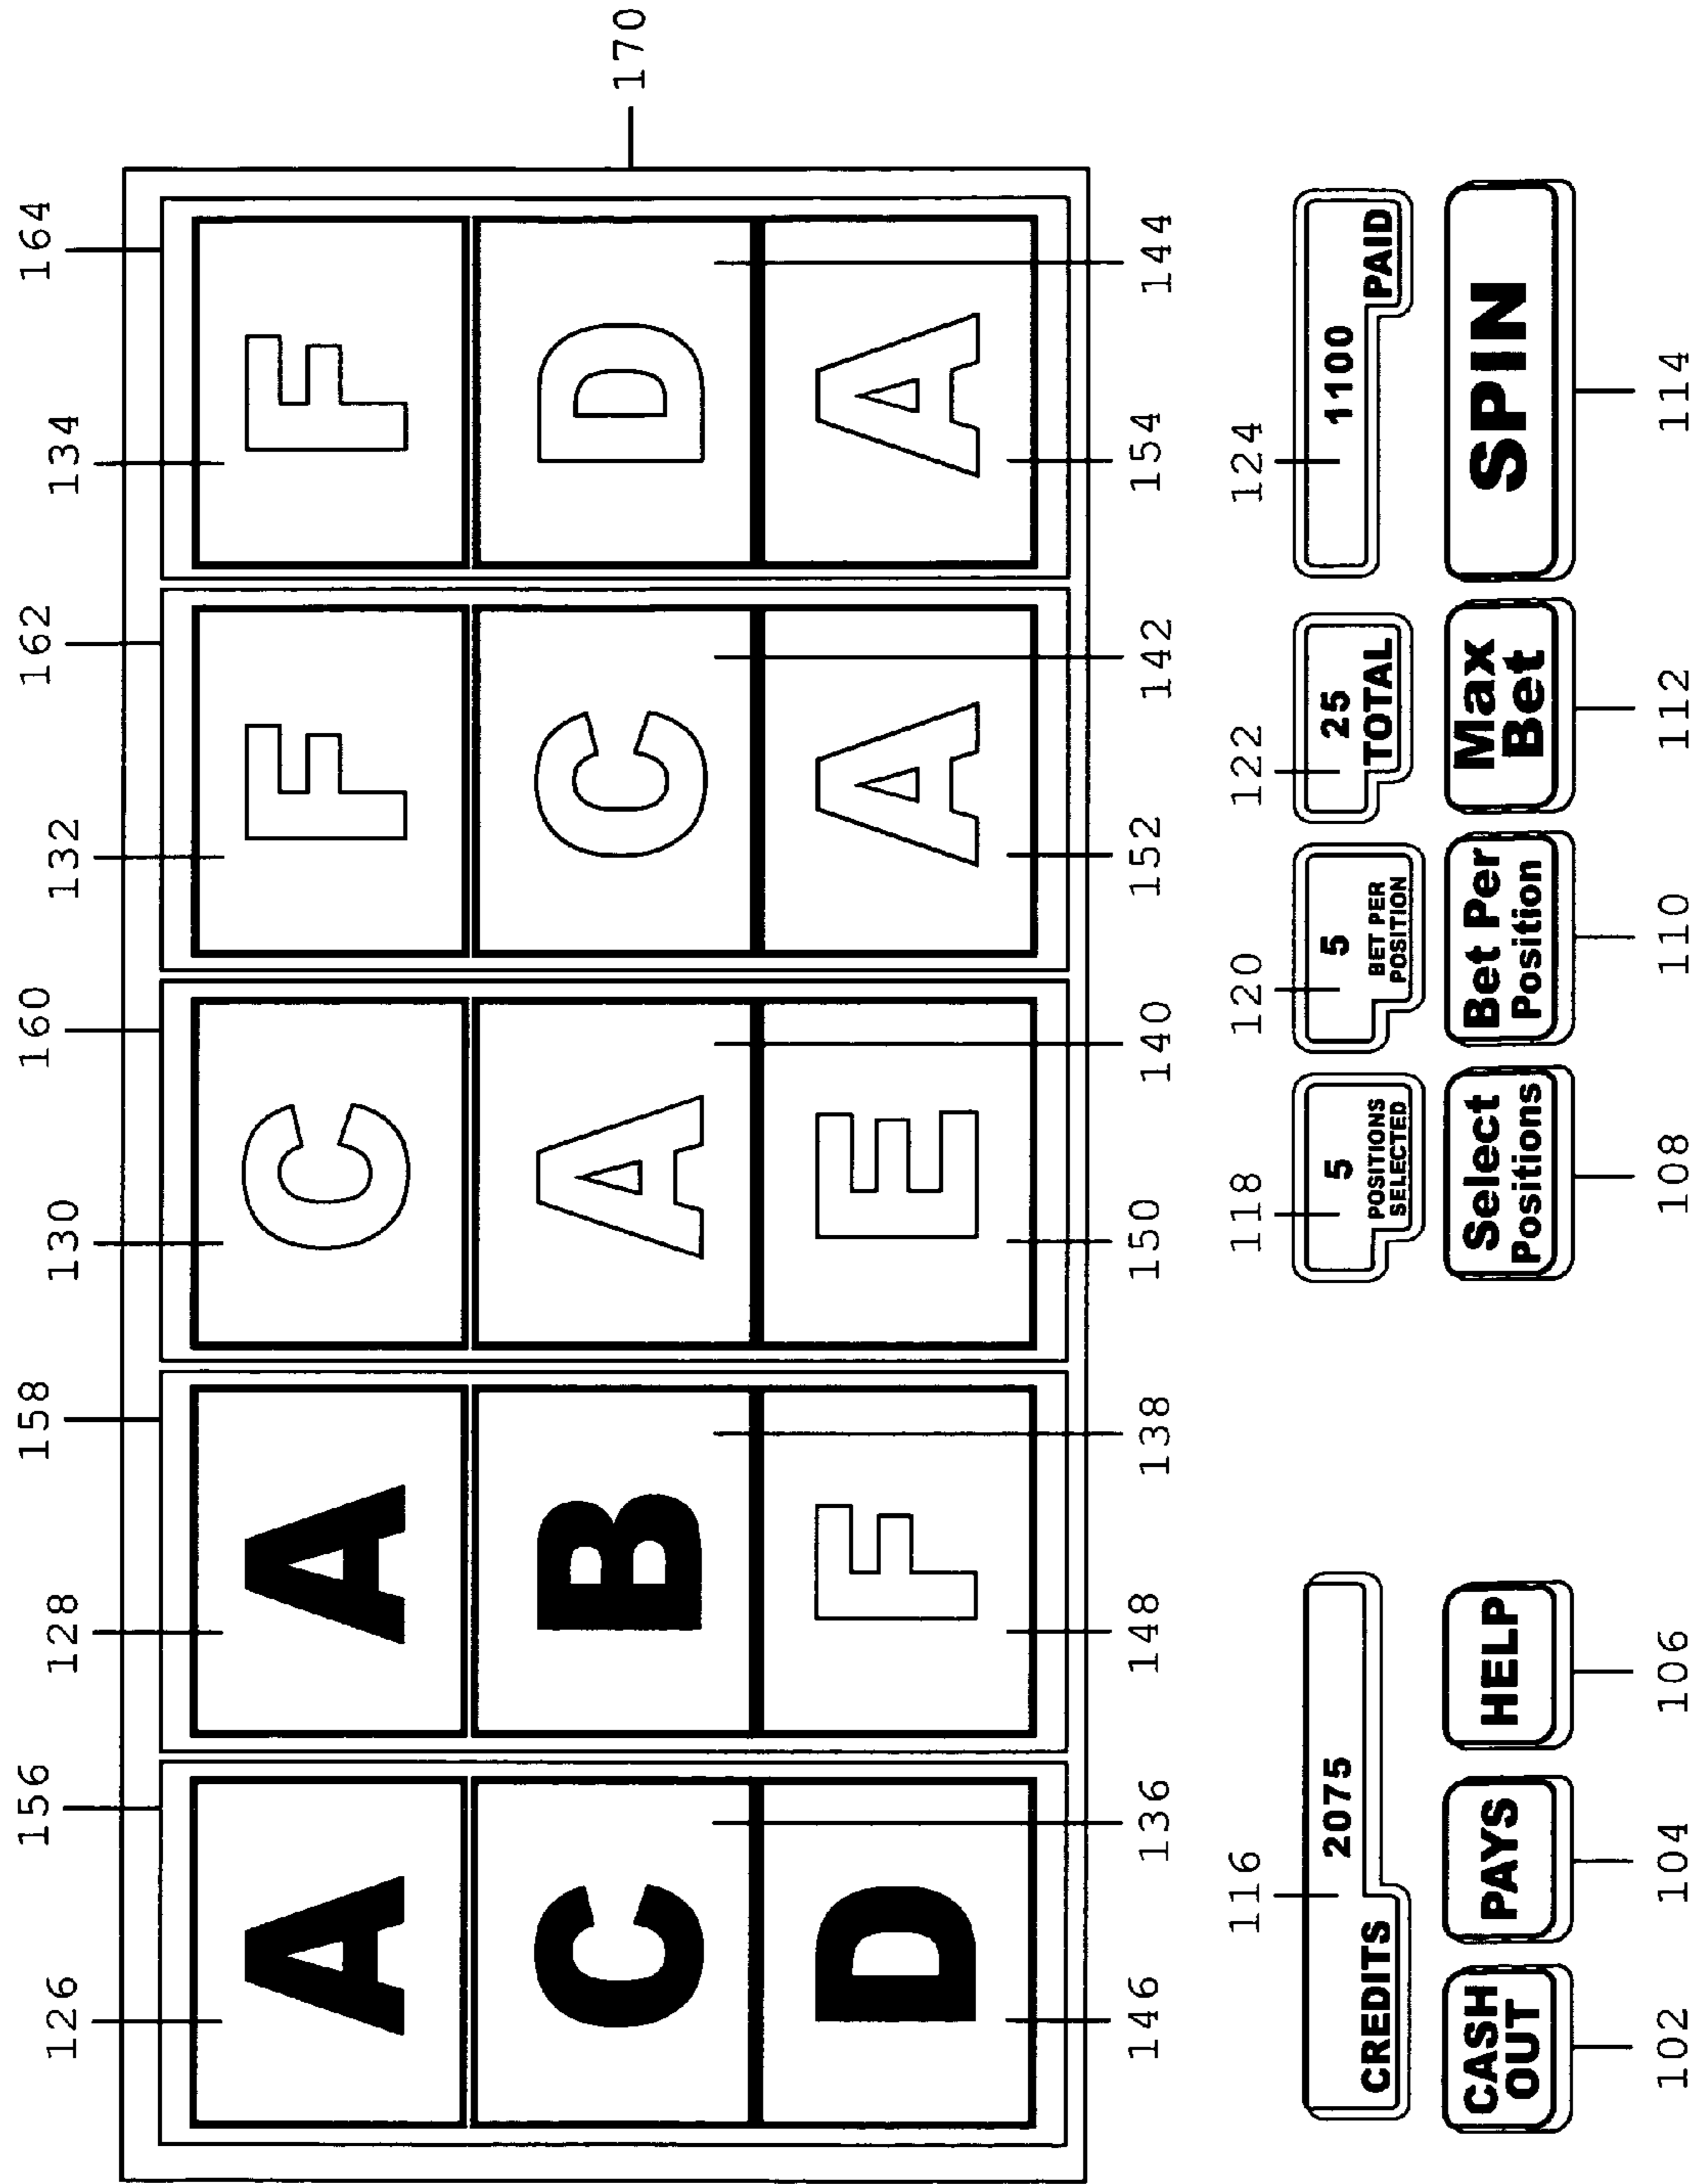 156 158 160 162 164
126 128 130 132 134
A A C F F
170
C B A C D
D F E A A
146 136 148 138 150 140 152 142 154 144
116 118 120 122 124
2075 5 5 25 1100
CREDITS POSITIONS SELECTED BET PER POSITION TOTAL PAID
CASH OUT PAYS HELP Select Positions Bet Per Position Max Bet SPIN
102 104 106 108 110 112 114